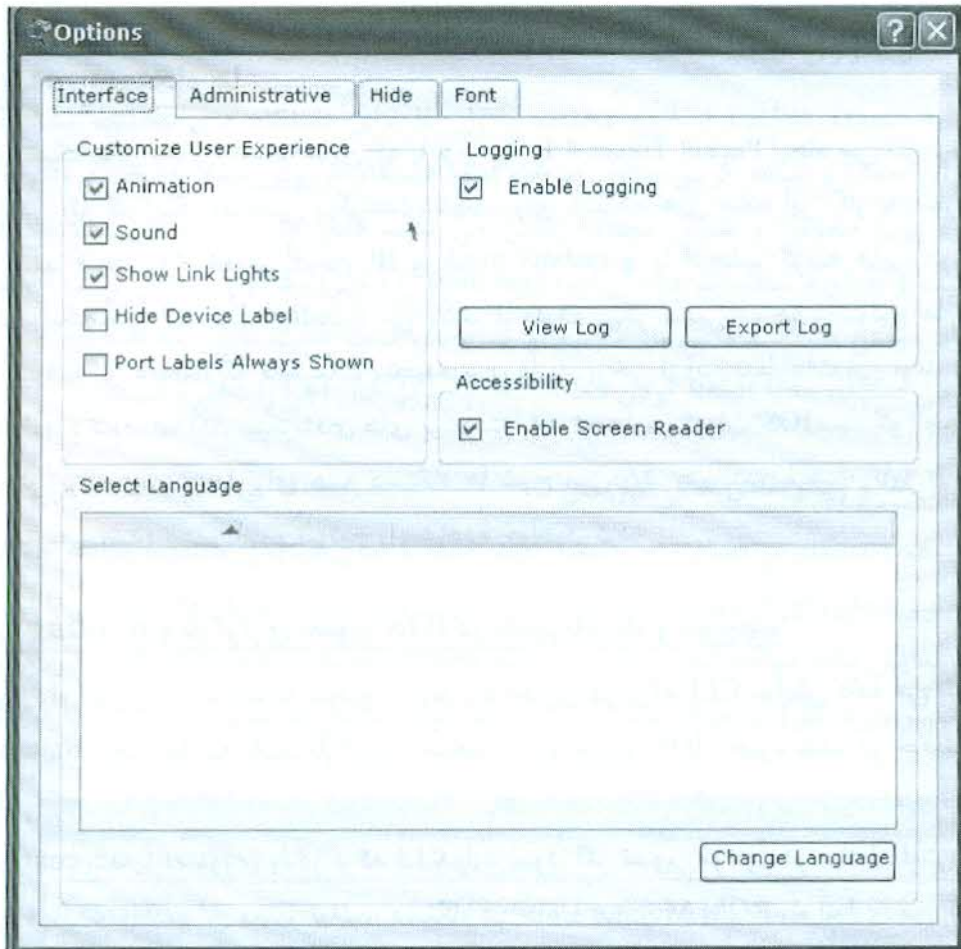 Options
Interface Administrative Hide Font
Customize User Experience
Animation
Sound
Show Link Lights
Hide Device Label
Port Labels Always Shown
Logging
Enable Logging
View Log Export Log
Accessibility
Enable Screen Reader
Select Language
Change Language